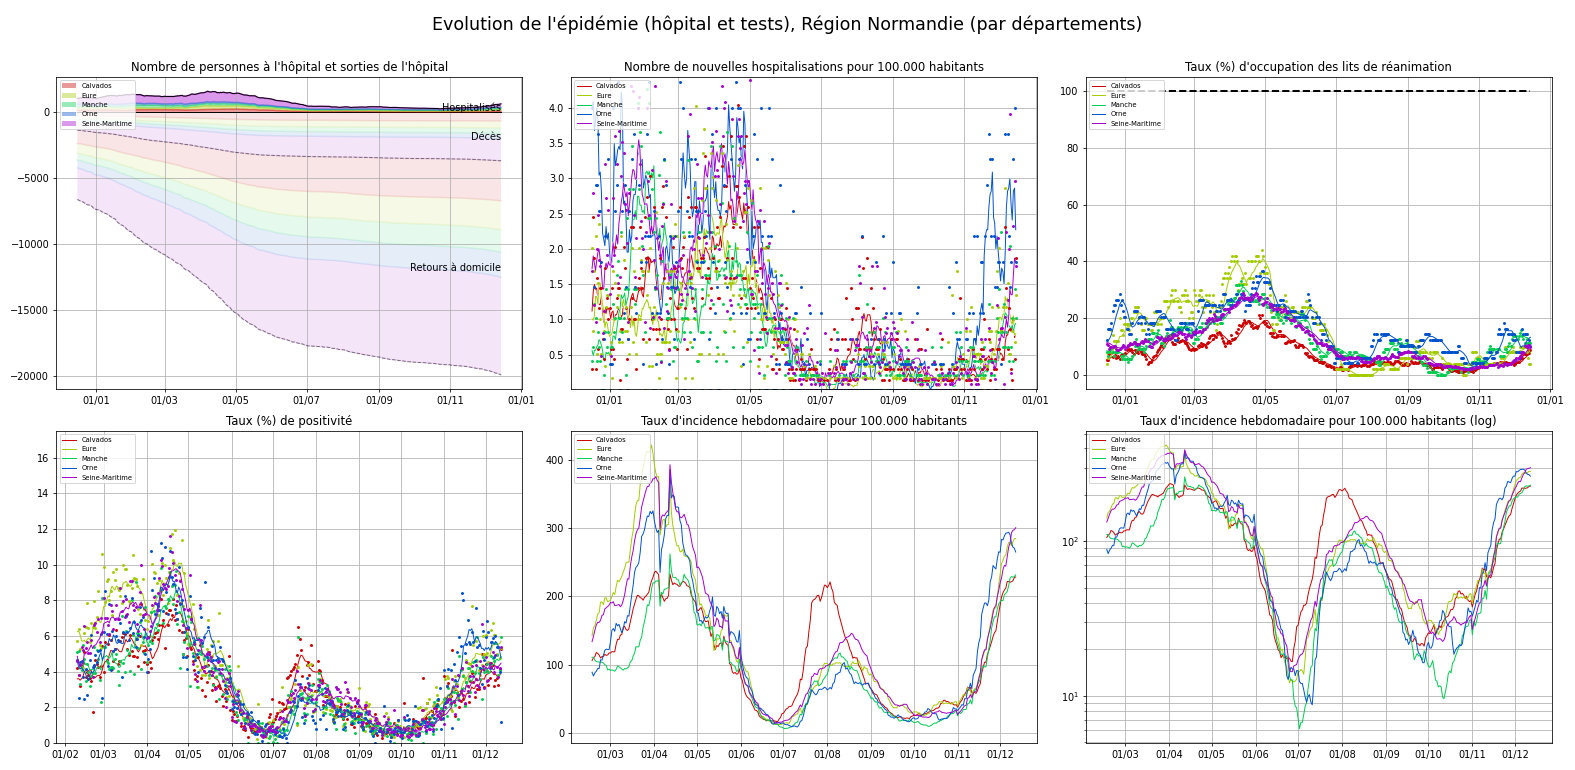 Evolution de l'épidémie (hôpital et tests), Région Normandie (par départements)
Nombre de personnes à l'hôpital et sorties de l'hôpital
Calvados
Eure
Manche
Orne
Seine-Maritime
Hospitalisés
Décès
Retours à domicile
0
−5000
−10000
−15000
−20000
01/01 01/03 01/05 01/07 01/09 01/11 01/01
Nombre de nouvelles hospitalisations pour 100.000 habitants
Calvados
Eure
Manche
Orne
Seine-Maritime
4.0
3.5
3.0
2.5
2.0
1.5
1.0
0.5
01/01 01/03 01/05 01/07 01/09 01/11 01/01
Taux (%) d'occupation des lits de réanimation
Calvados
Eure
Manche
Orne
Seine-Maritime
100
80
60
40
20
0
01/01 01/03 01/05 01/07 01/09 01/11 01/01
Taux (%) de positivité
Calvados
Eure
Manche
Orne
Seine-Maritime
16
14
12
10
8
6
4
2
0
01/02 01/03 01/04 01/05 01/06 01/07 01/08 01/09 01/10 01/11 01/12
Taux d'incidence hebdomadaire pour 100.000 habitants
Calvados
Eure
Manche
Orne
Seine-Maritime
400
300
200
100
0
01/03 01/04 01/05 01/06 01/07 01/08 01/09 01/10 01/11 01/12
Taux d'incidence hebdomadaire pour 100.000 habitants (log)
Calvados
Eure
Manche
Orne
Seine-Maritime
10²
10¹
01/03 01/04 01/05 01/06 01/07 01/08 01/09 01/10 01/11 01/12